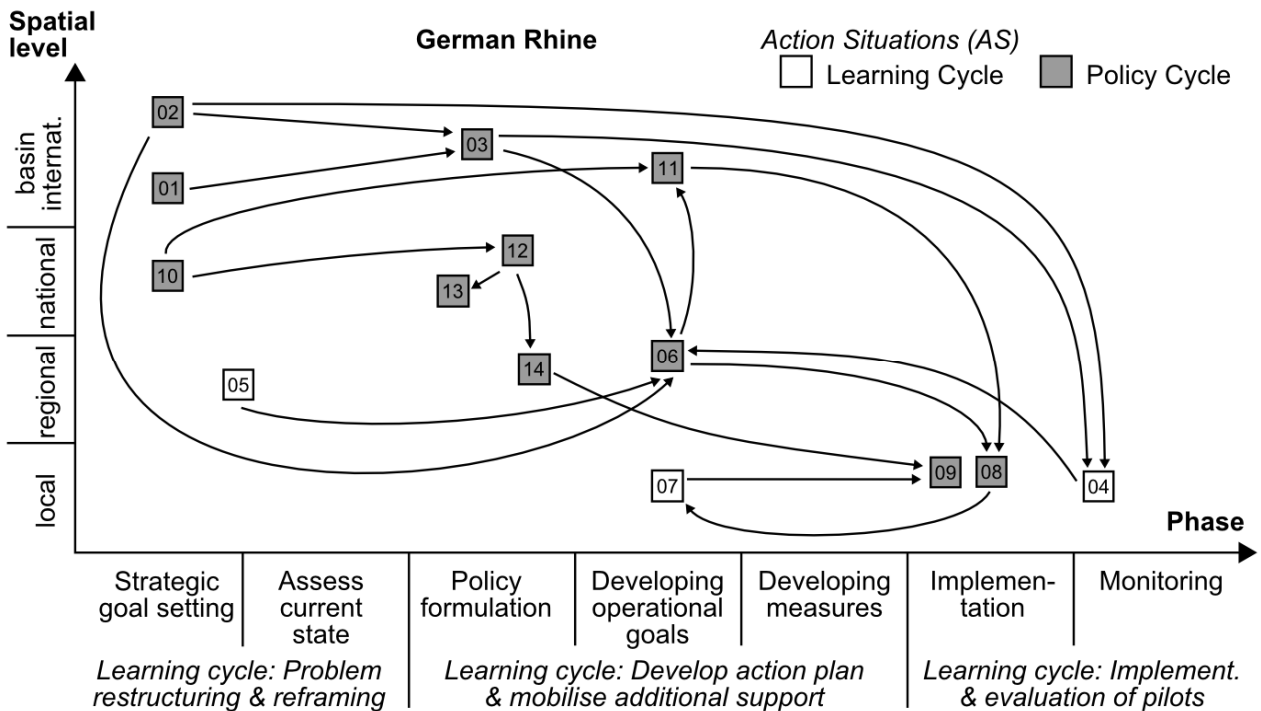 Spatial
level
German Rhine
Action Situations (AS)
Learning Cycle
Policy Cycle
basin
internat.
national
regional
local
02
03
11
01
12
10
13
06
14
05
09
08
07
04
Phase
Strategic
goal setting
Assess
current
state
Policy
formulation
Developing
operational
goals
Developing
measures
Implemen-
tation
Monitoring
Learning cycle: Problem
restructuring & reframing
Learning cycle: Develop action plan
& mobilise additional support
Learning cycle: Implement.
& evaluation of pilots